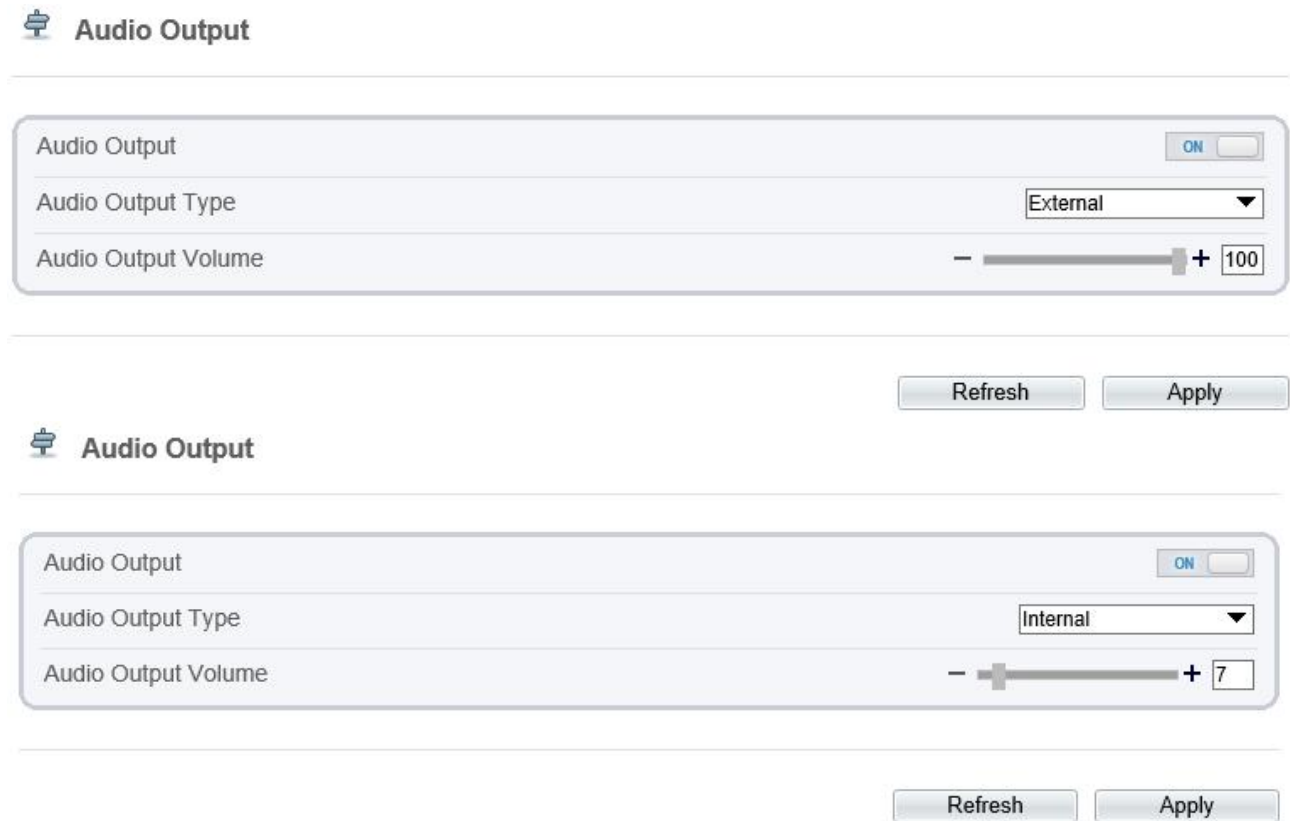 Audio Output
Audio Output ON
Audio Output Type External
Audio Output Volume − + 100
Refresh Apply
Audio Output
Audio Output ON
Audio Output Type Internal
Audio Output Volume − + 7
Refresh Apply